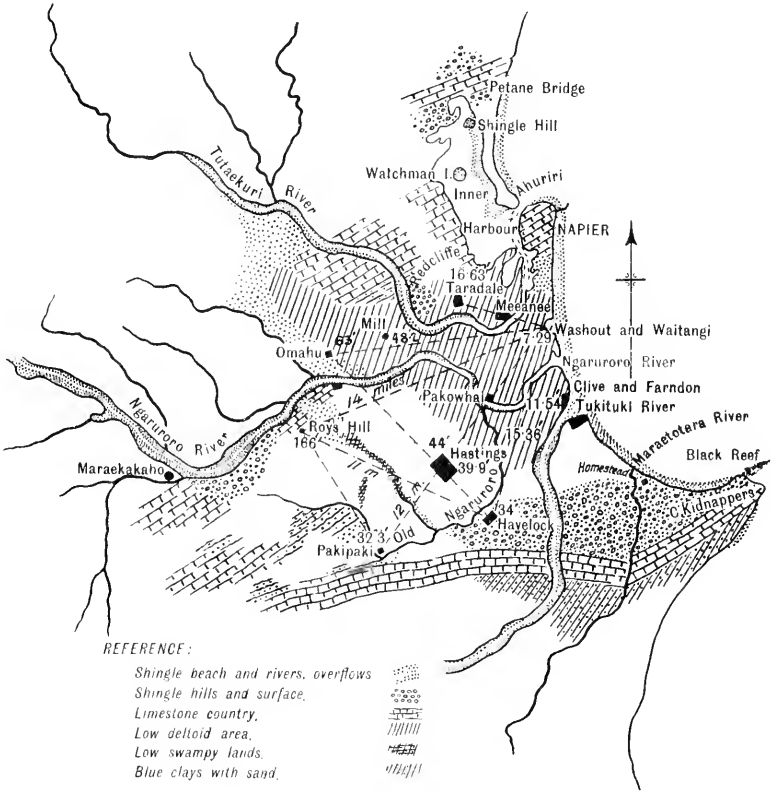 Petane Bridge
Shingle Hill
Watchman I.
Inner
Ahuriri
Harbour
NAPIER
Tutaekuri River
Redcliffe
16·63
Taradale
Meeanee
Mill
63
48·2
Omahu
Washout and Waitangi
7·29
Ngaruroro River
14 miles
Pakowhai
Clive and Farndon
11·54
Tukituki River
15·36
Ngaruroro River
Roys Hill
166
44
Hastings
39·9
Maraekakaho
Maraetotara River
Black Reef
Homestead
C. Kidnappers
11 m
12 m
Old Ngaruroro
34
Havelock
32·3
Pakipaki
REFERENCE:
Shingle beach and rivers, overflows
Shingle hills and surface.
Limestone country.
Low deltoid area.
Low swampy lands.
Blue clays with sand.